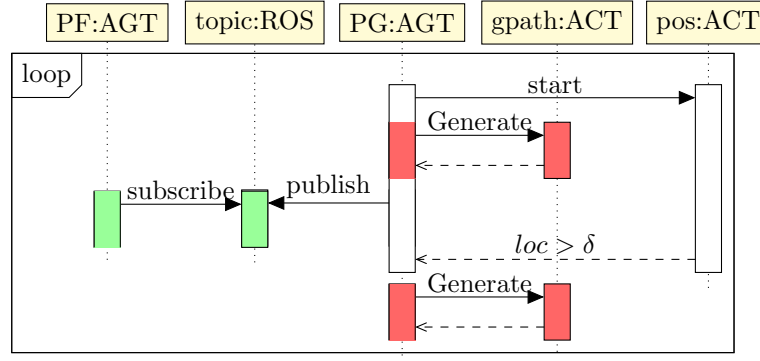 PF:AGT topic:ROS PG:AGT gpath:ACT pos:ACT
loop
start
Generate
subscribe publish
loc > δ
Generate